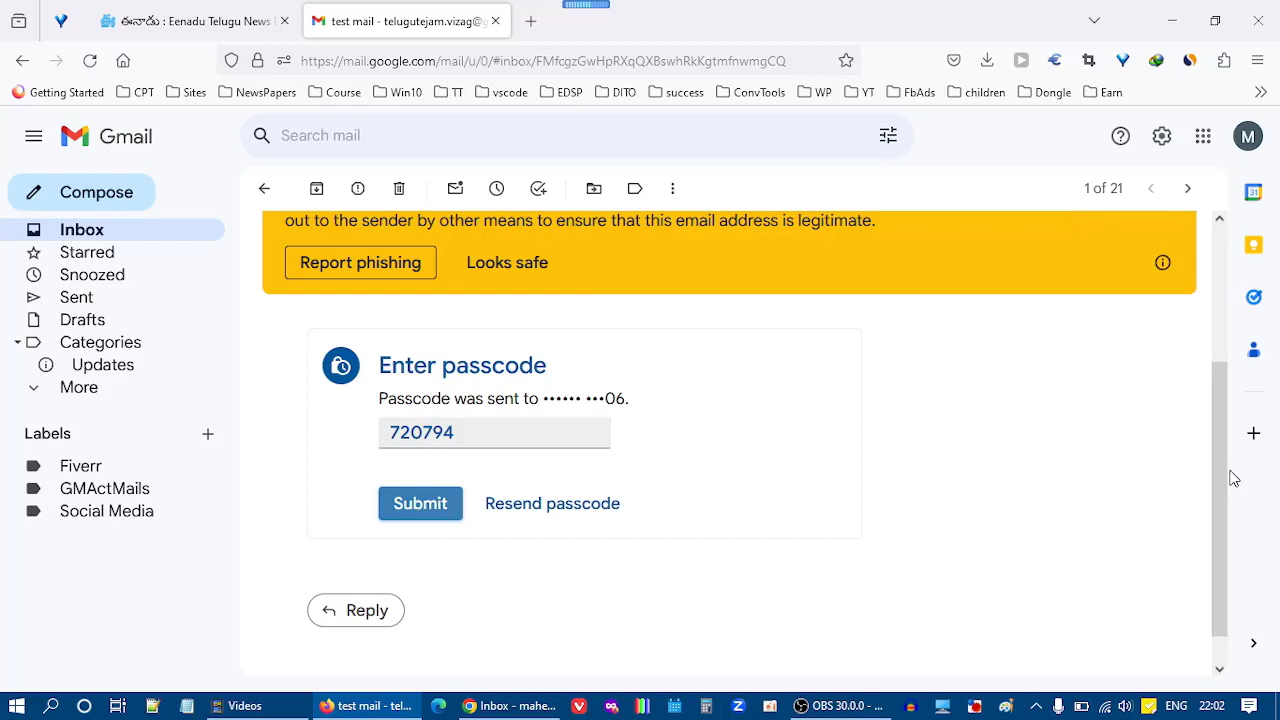 ఈనాడు : Eenadu Telugu News
test mail - telugutejam.vizag@g
https://mail.google.com/mail/u/0/#inbox/FMfcgzGwHpRXqQXBswhRkKgtmfnwmgCQ
Getting Started CPT Sites NewsPapers Course Win10 TT vscode EDSP DITO success ConvTools WP YT FbAds children Dongle Earn
Gmail
Search mail
M
Compose
1 of 21
Inbox
Starred
Snoozed
Sent
Drafts
Categories
Updates
More
Labels
Fiverr
GMActMails
Social Media
out to the sender by other means to ensure that this email address is legitimate.
Report phishing Looks safe
Enter passcode
Passcode was sent to •••••• •••06.
720794
Submit Resend passcode
Reply
31
Videos test mail - tel... Inbox - mahe... OBS 30.0.0 - ... ENG 22:02